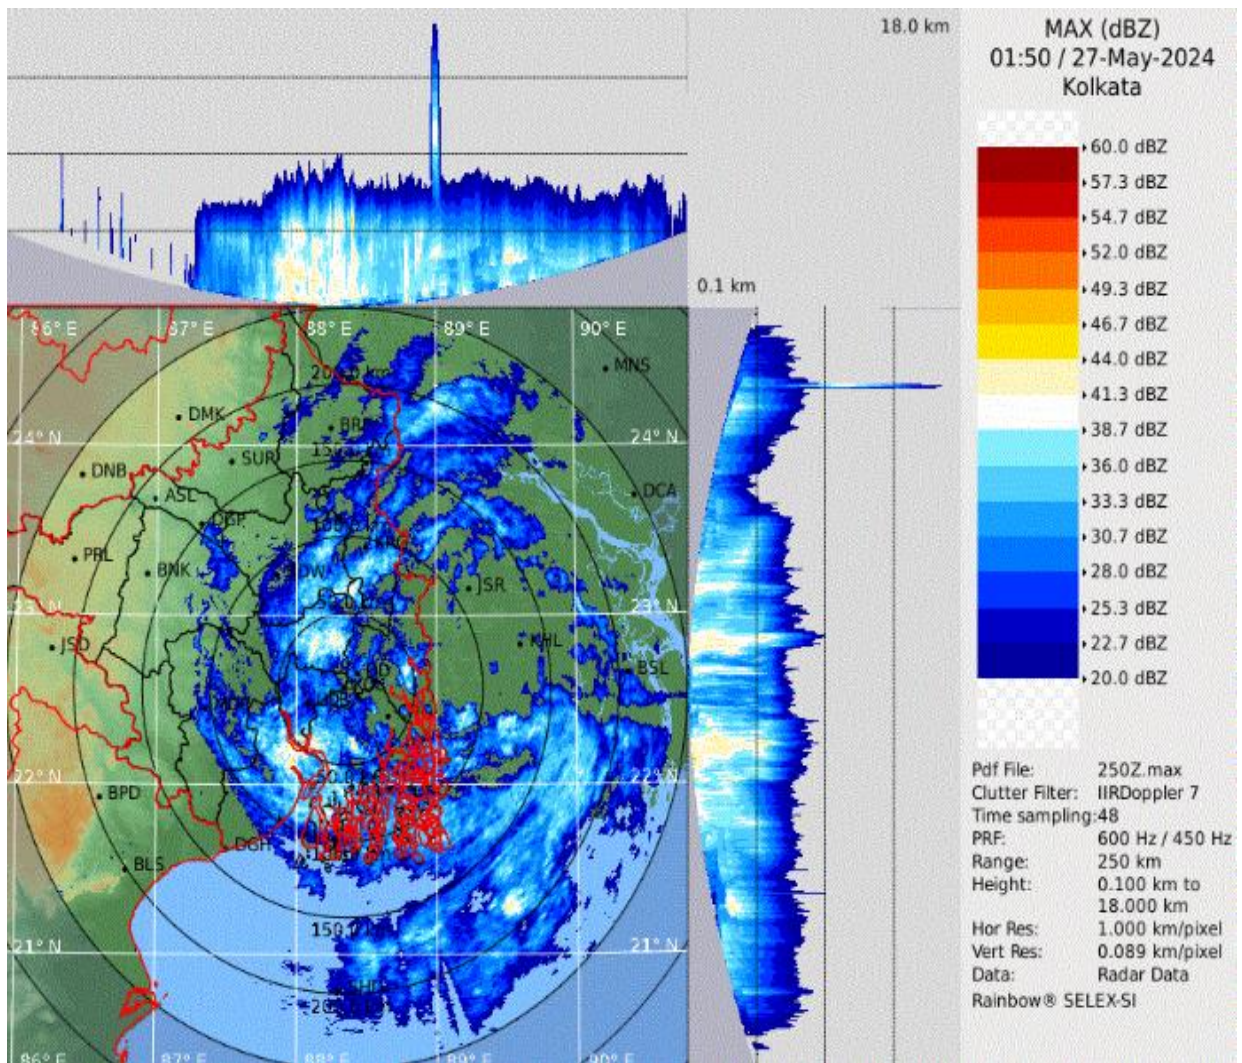 18.0 km
0.1 km
MAX (dBZ)
01:50 / 27-May-2024
Kolkata
60.0 dBZ
57.3 dBZ
54.7 dBZ
52.0 dBZ
49.3 dBZ
46.7 dBZ
44.0 dBZ
41.3 dBZ
38.7 dBZ
36.0 dBZ
33.3 dBZ
30.7 dBZ
28.0 dBZ
25.3 dBZ
22.7 dBZ
20.0 dBZ
Pdf File: 250Z.max
Clutter Filter: IIRDoppler 7
Time sampling:48
PRF: 600 Hz / 450 Hz
Range: 250 km
Height: 0.100 km to
18.000 km
Hor Res: 1.000 km/pixel
Vert Res: 0.089 km/pixel
Data: Radar Data
Rainbow® SELEX-SI
86° E 87° E 88° E 89° E 90° E
MNS
DMK
24° N 24° N
SUR
DNB
ASL
DCA
DGP
PRL
BNK
JSR
23° N 23° N
JSD
KHL
BSL
22° N 22° N
BPD
DGH
BLS
150.0 km
21° N 21° N
86° E 87° E 88° E 89° E 90° E